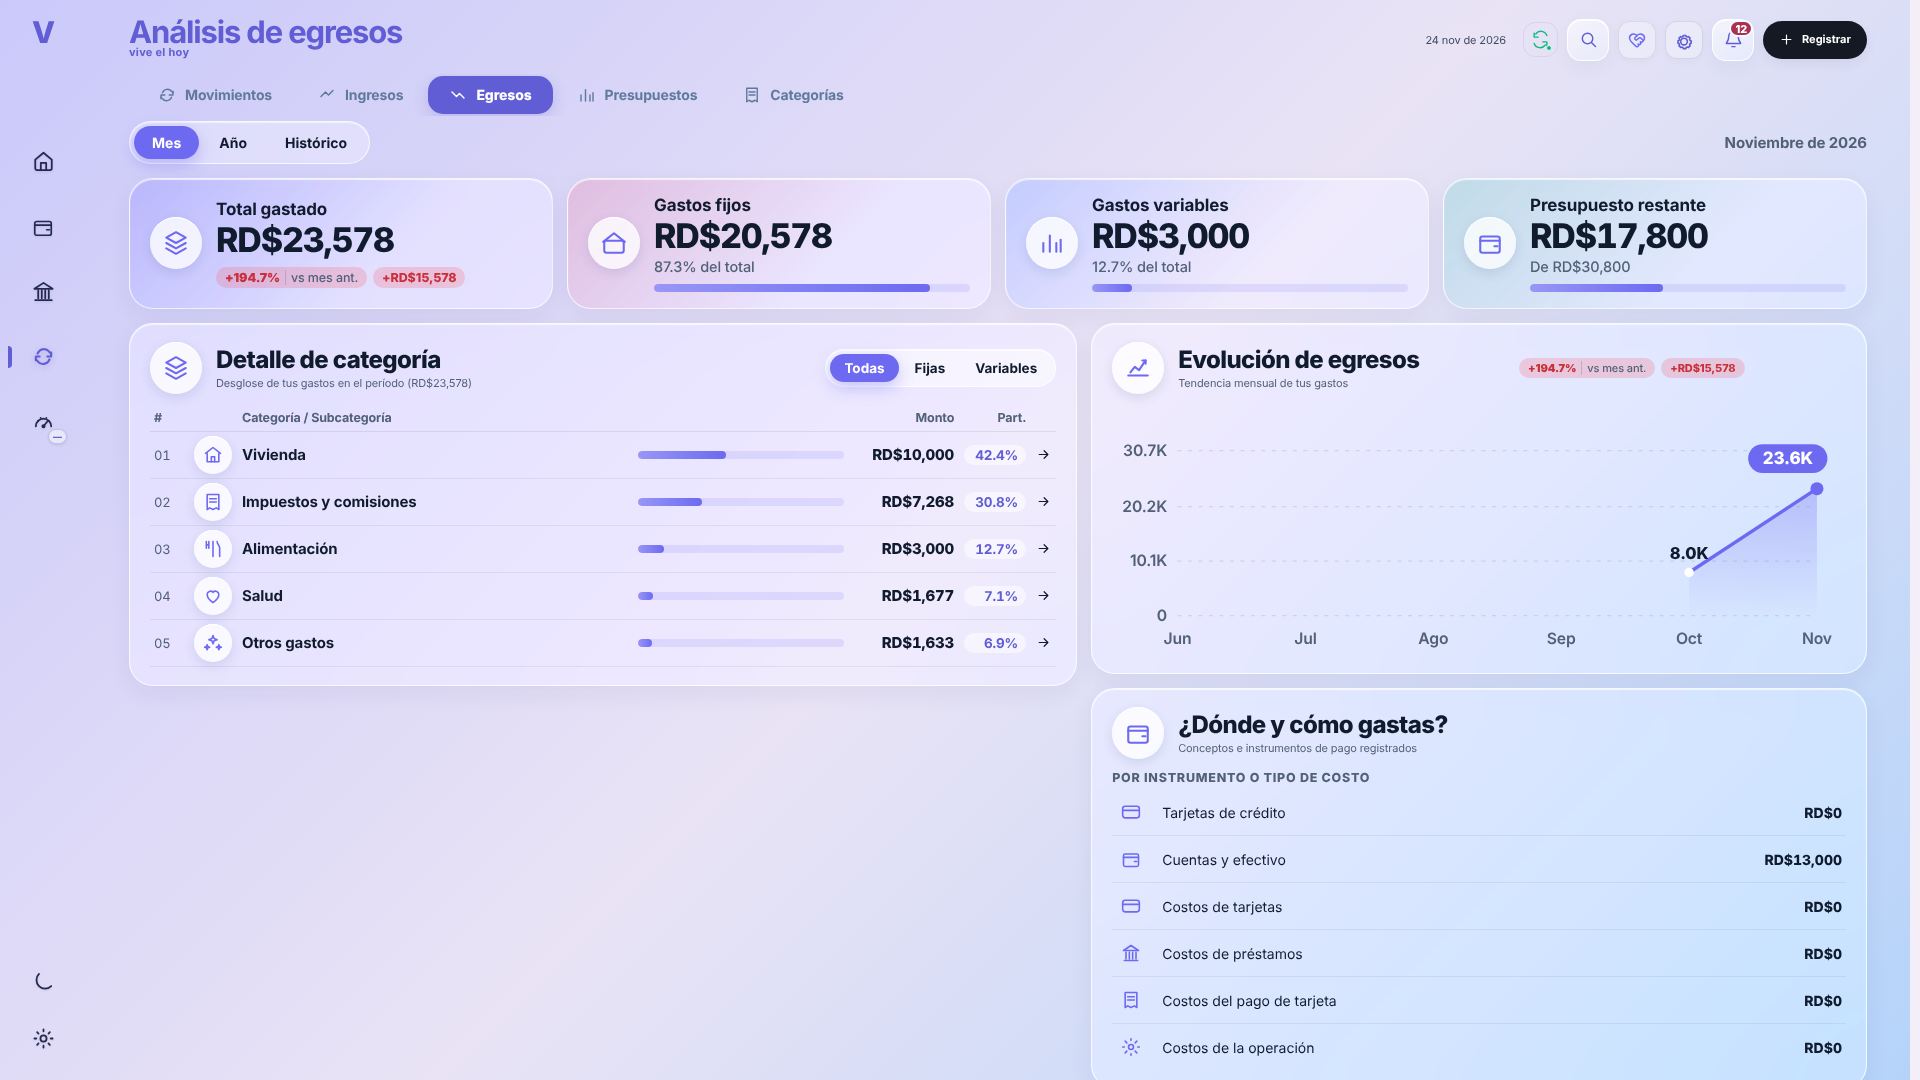 V
Análisis de egresos
vive el hoy
24 nov de 2026
12
Registrar
Movimientos
Ingresos
Egresos
Presupuestos
Categorías
Mes
Año
Histórico
Noviembre de 2026
Total gastado
RD$23,578
+194.7% vs mes ant.
+RD$15,578
Gastos fijos
RD$20,578
87.3% del total
Gastos variables
RD$3,000
12.7% del total
Presupuesto restante
RD$17,800
De RD$30,800
Detalle de categoría
Desglose de tus gastos en el período (RD$23,578)
Todas
Fijas
Variables
# Categoría / Subcategoría Monto Part.
01 Vivienda RD$10,000 42.4% →
02 Impuestos y comisiones RD$7,268 30.8% →
03 Alimentación RD$3,000 12.7% →
04 Salud RD$1,677 7.1% →
05 Otros gastos RD$1,633 6.9% →
Evolución de egresos
Tendencia mensual de tus gastos
+194.7% vs mes ant.
+RD$15,578
30.7K
23.6K
20.2K
8.0K
10.1K
0
Jun Jul Ago Sep Oct Nov
¿Dónde y cómo gastas?
Conceptos e instrumentos de pago registrados
POR INSTRUMENTO O TIPO DE COSTO
Tarjetas de crédito RD$0
Cuentas y efectivo RD$13,000
Costos de tarjetas RD$0
Costos de préstamos RD$0
Costos del pago de tarjeta RD$0
Costos de la operación RD$0